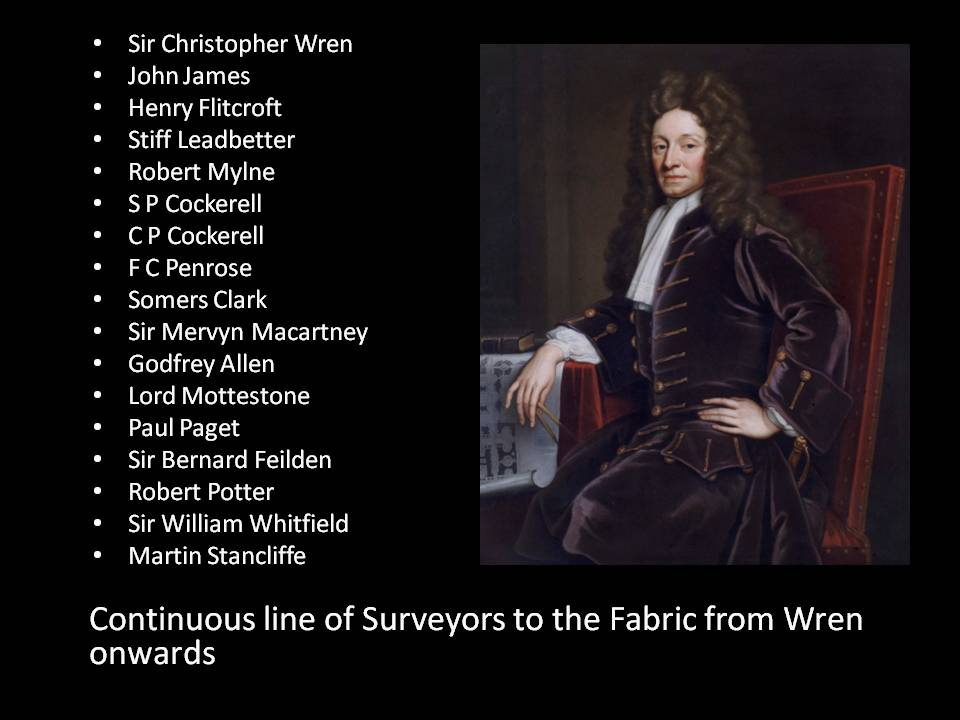 • Sir Christopher Wren
• John James
• Henry Flitcroft
• Stiff Leadbetter
• Robert Mylne
• S P Cockerell
• C P Cockerell
• F C Penrose
• Somers Clark
• Sir Mervyn Macartney
• Godfrey Allen
• Lord Mottestone
• Paul Paget
• Sir Bernard Feilden
• Robert Potter
• Sir William Whitfield
• Martin Stancliffe
Continuous line of Surveyors to the Fabric from Wren
onwards